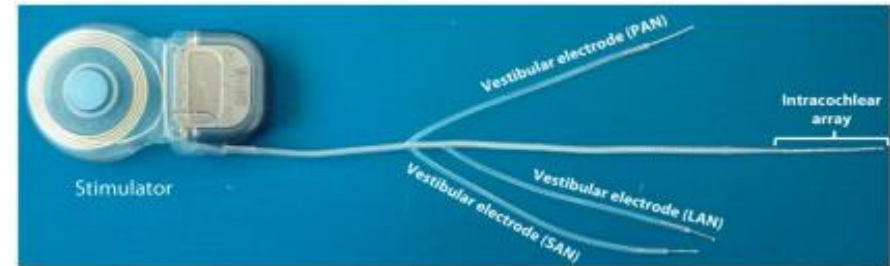 Vestibular electrode (PAN)
Intracochlear
array
Stimulator
Vestibular electrode (LAN)
Vestibular electrode (SAN)